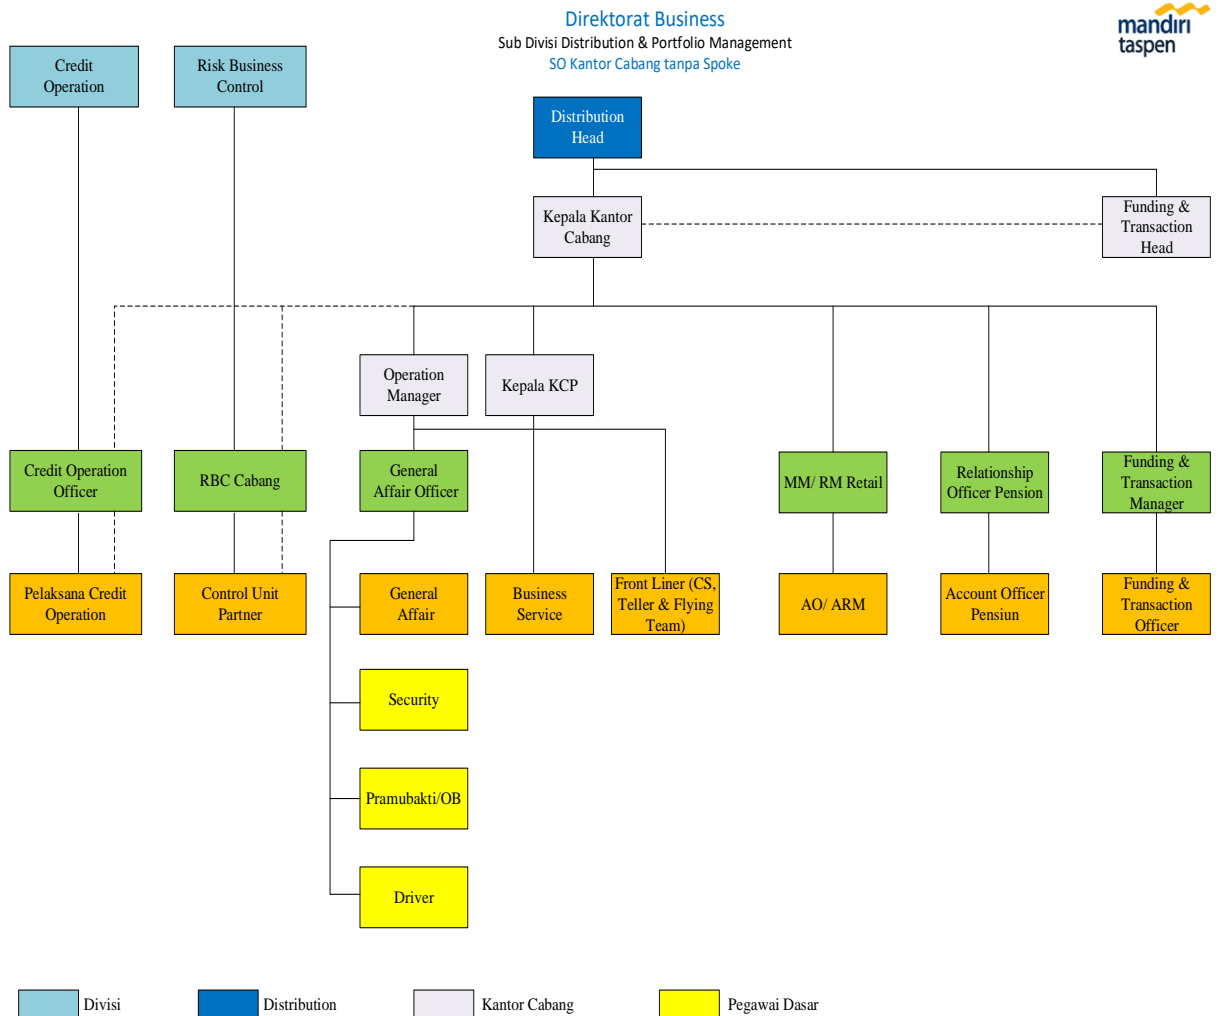 Direktorat Business
Sub Divisi Distribution & Portfolio Management
SO Kantor Cabang tanpa Spoke
mandiri
taspen
Credit
Operation
Risk Business
Control
Distribution
Head
Kepala Kantor
Cabang
Funding &
Transaction
Head
Operation
Manager
Kepala KCP
Credit Operation
Officer
RBC Cabang
General
Affair Officer
MM/ RM Retail
Relationship
Officer Pension
Funding &
Transaction
Manager
Pelaksana Credit
Operation
Control Unit
Partner
General
Affair
Business
Service
Front Liner (CS,
Teller & Flying
Team)
AO/ ARM
Account Officer
Pensiun
Funding &
Transaction
Officer
Security
Pramubakti/OB
Driver
Divisi
Distribution
Kantor Cabang
Pegawai Dasar